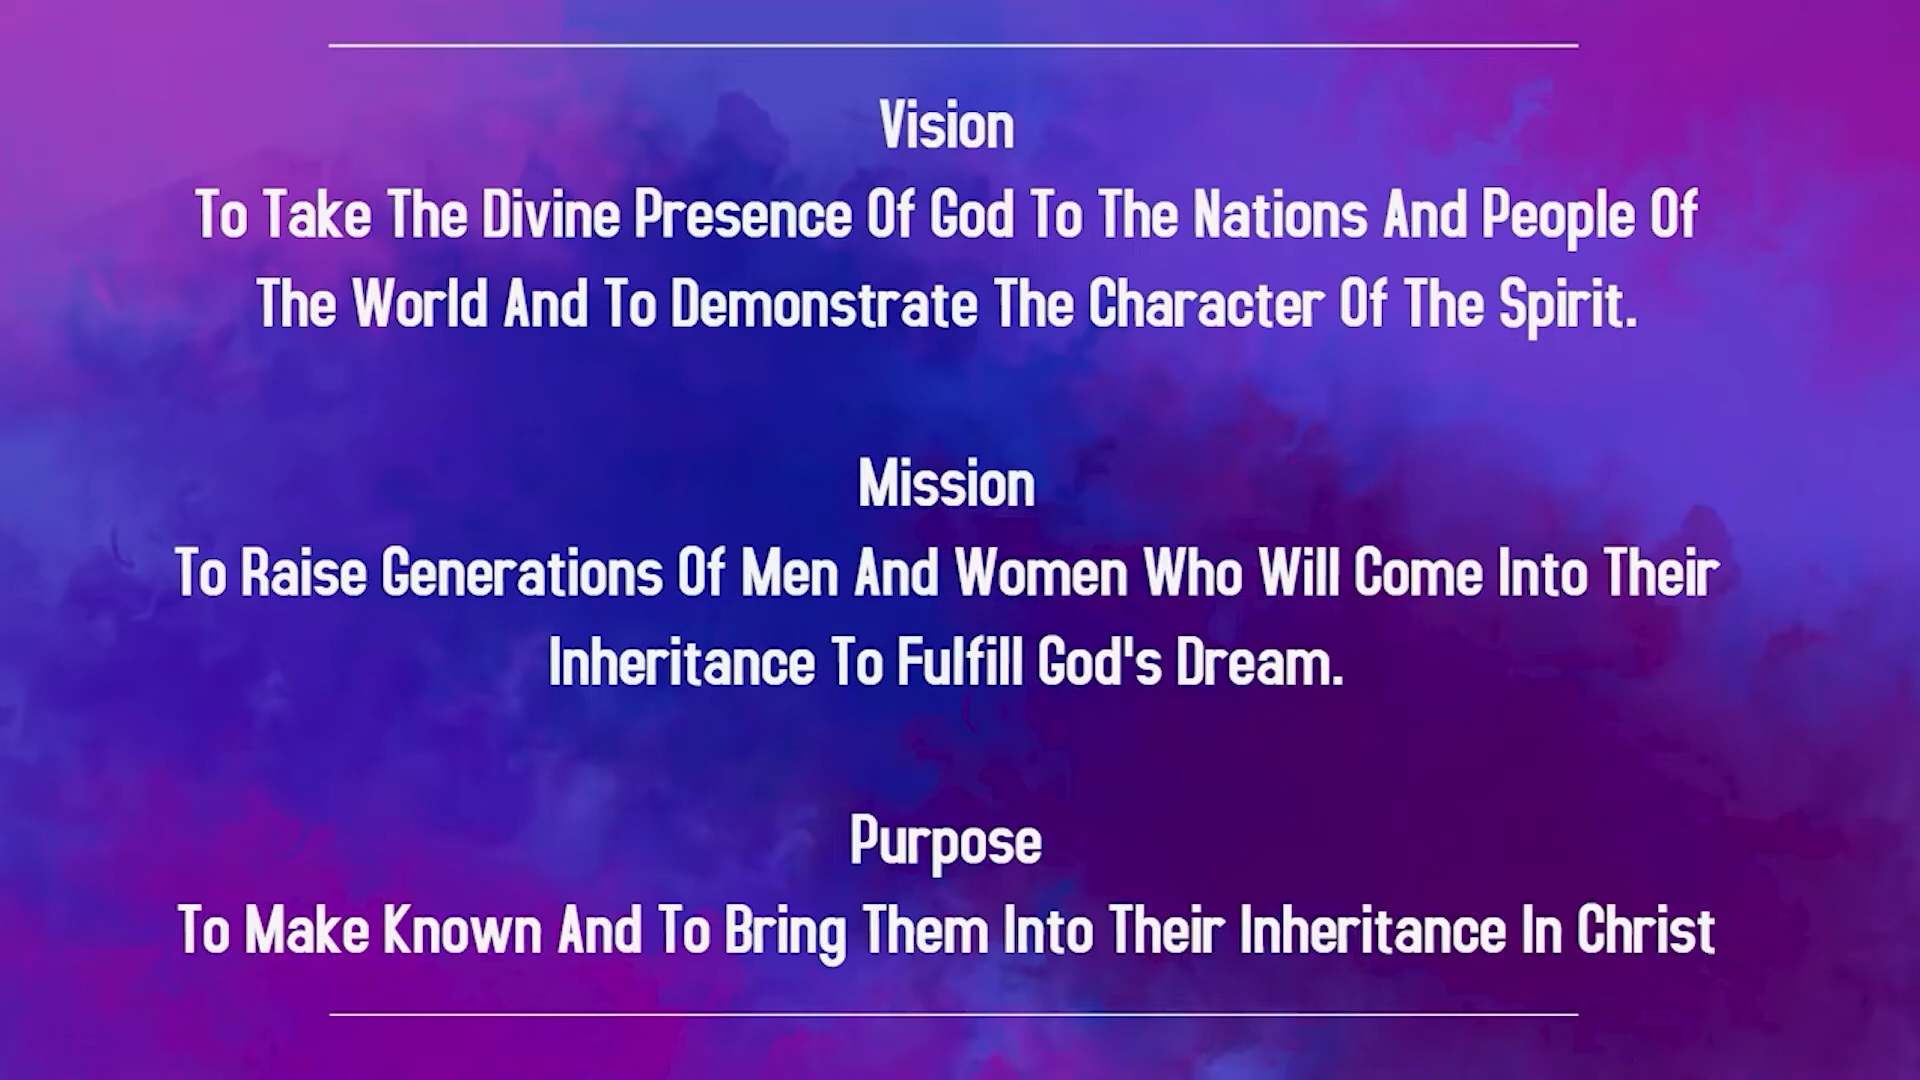 Vision
To Take The Divine Presence Of God To The Nations And People Of
The World And To Demonstrate The Character Of The Spirit.
Mission
To Raise Generations Of Men And Women Who Will Come Into Their
Inheritance To Fulfill God's Dream.
Purpose
To Make Known And To Bring Them Into Their Inheritance In Christ